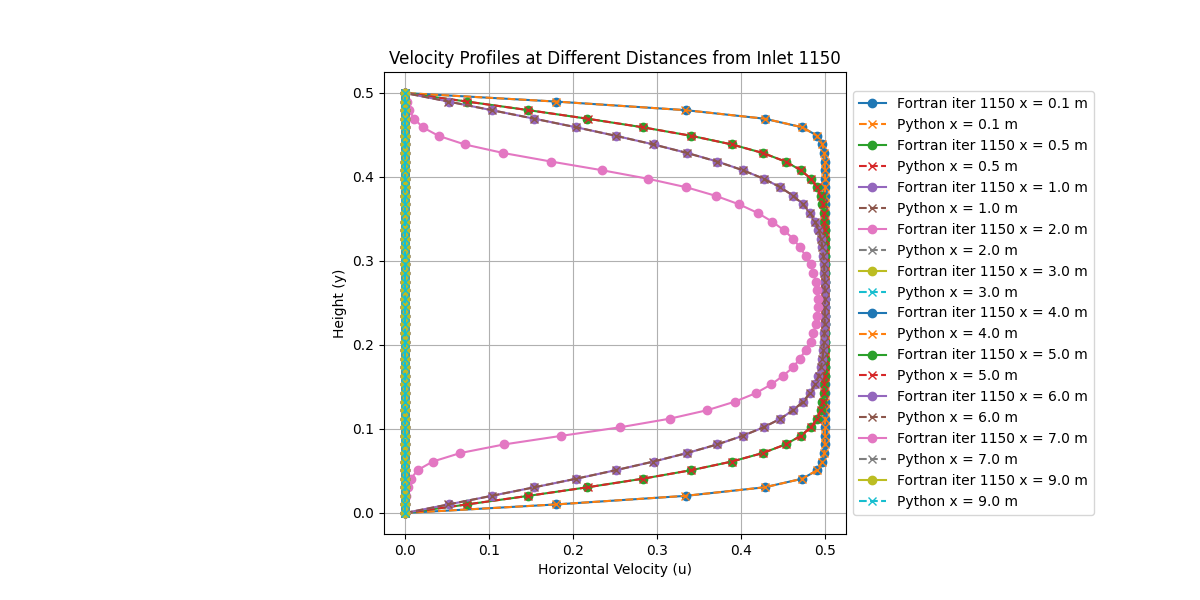 Velocity Profiles at Different Distances from Inlet 1150
Height (y)
0.5
0.4
0.3
0.2
0.1
0.0
0.0 0.1 0.2 0.3 0.4 0.5
Horizontal Velocity (u)
Fortran iter 1150 x = 0.1 m
Python x = 0.1 m
Fortran iter 1150 x = 0.5 m
Python x = 0.5 m
Fortran iter 1150 x = 1.0 m
Python x = 1.0 m
Fortran iter 1150 x = 2.0 m
Python x = 2.0 m
Fortran iter 1150 x = 3.0 m
Python x = 3.0 m
Fortran iter 1150 x = 4.0 m
Python x = 4.0 m
Fortran iter 1150 x = 5.0 m
Python x = 5.0 m
Fortran iter 1150 x = 6.0 m
Python x = 6.0 m
Fortran iter 1150 x = 7.0 m
Python x = 7.0 m
Fortran iter 1150 x = 9.0 m
Python x = 9.0 m